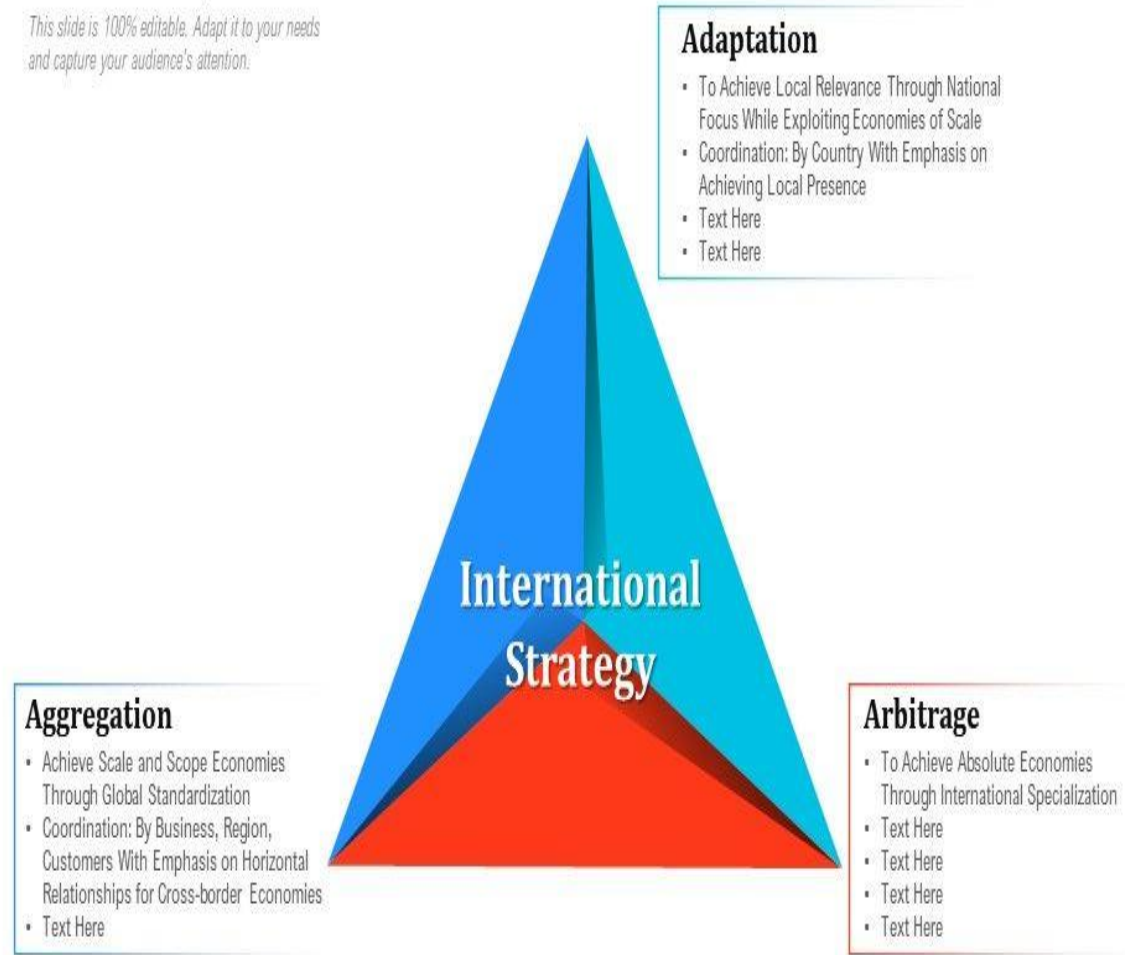 This slide is 100% editable. Adapt it to your needs
and capture your audience's attention.
Adaptation
• To Achieve Local Relevance Through National
Focus While Exploiting Economies of Scale
• Coordination: By Country With Emphasis on
Achieving Local Presence
• Text Here
• Text Here
International
Strategy
Aggregation
• Achieve Scale and Scope Economies
Through Global Standardization
• Coordination: By Business, Region,
Customers With Emphasis on Horizontal
Relationships for Cross-border Economies
• Text Here
Arbitrage
• To Achieve Absolute Economies
Through International Specialization
• Text Here
• Text Here
• Text Here
• Text Here